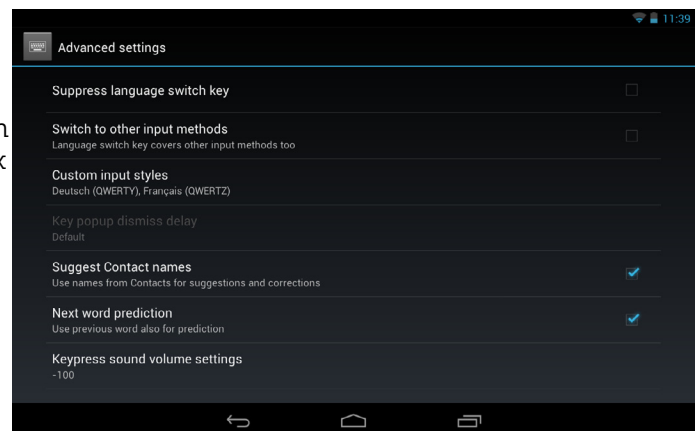 11:39
Advanced settings
Suppress language switch key
Switch to other input methods
Language switch key covers other input methods too
Custom input styles
Deutsch (QWERTY), Français (QWERTZ)
Key popup dismiss delay
Default
Suggest Contact names
Use names from Contacts for suggestions and corrections
Next word prediction
Use previous word also for prediction
Keypress sound volume settings
-100